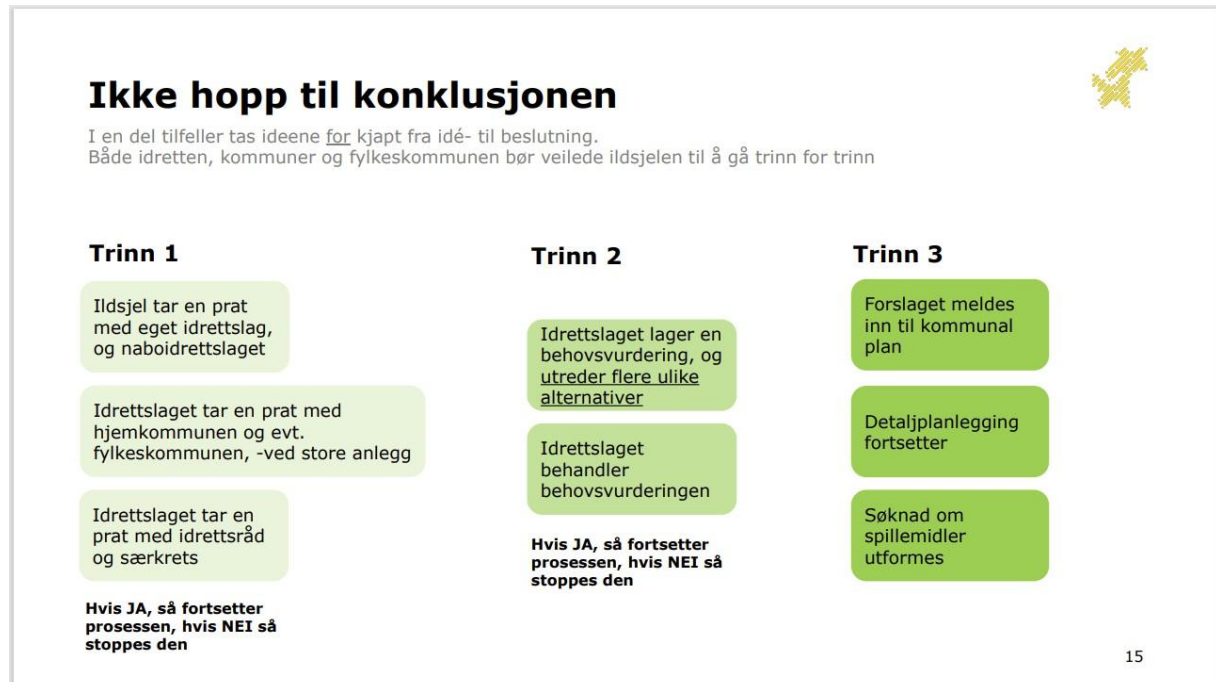 Ikke hopp til konklusjonen
I en del tilfeller tas ideene for kjapt fra idé- til beslutning.
Både idretten, kommuner og fylkeskommunen bør veilede ildsjelen til å gå trinn for trinn
Trinn 1
Ildsjel tar en prat
med eget idrettslag,
og naboidrettslaget
Idrettslaget tar en prat med
hjemkommunen og evt.
fylkeskommunen, -ved store anlegg
Idrettslaget tar en
prat med idrettsråd
og særkrets
Hvis JA, så fortsetter
prosessen, hvis NEI så
stoppes den
Trinn 2
Idrettslaget lager en
behovsvurdering, og
utreder flere ulike
alternativer
Idrettslaget
behandler
behovsvurderingen
Hvis JA, så fortsetter
prosessen, hvis NEI så
stoppes den
Trinn 3
Forslaget meldes
inn til kommunal
plan
Detaljplanlegging
fortsetter
Søknad om
spillemidler
utformes
15